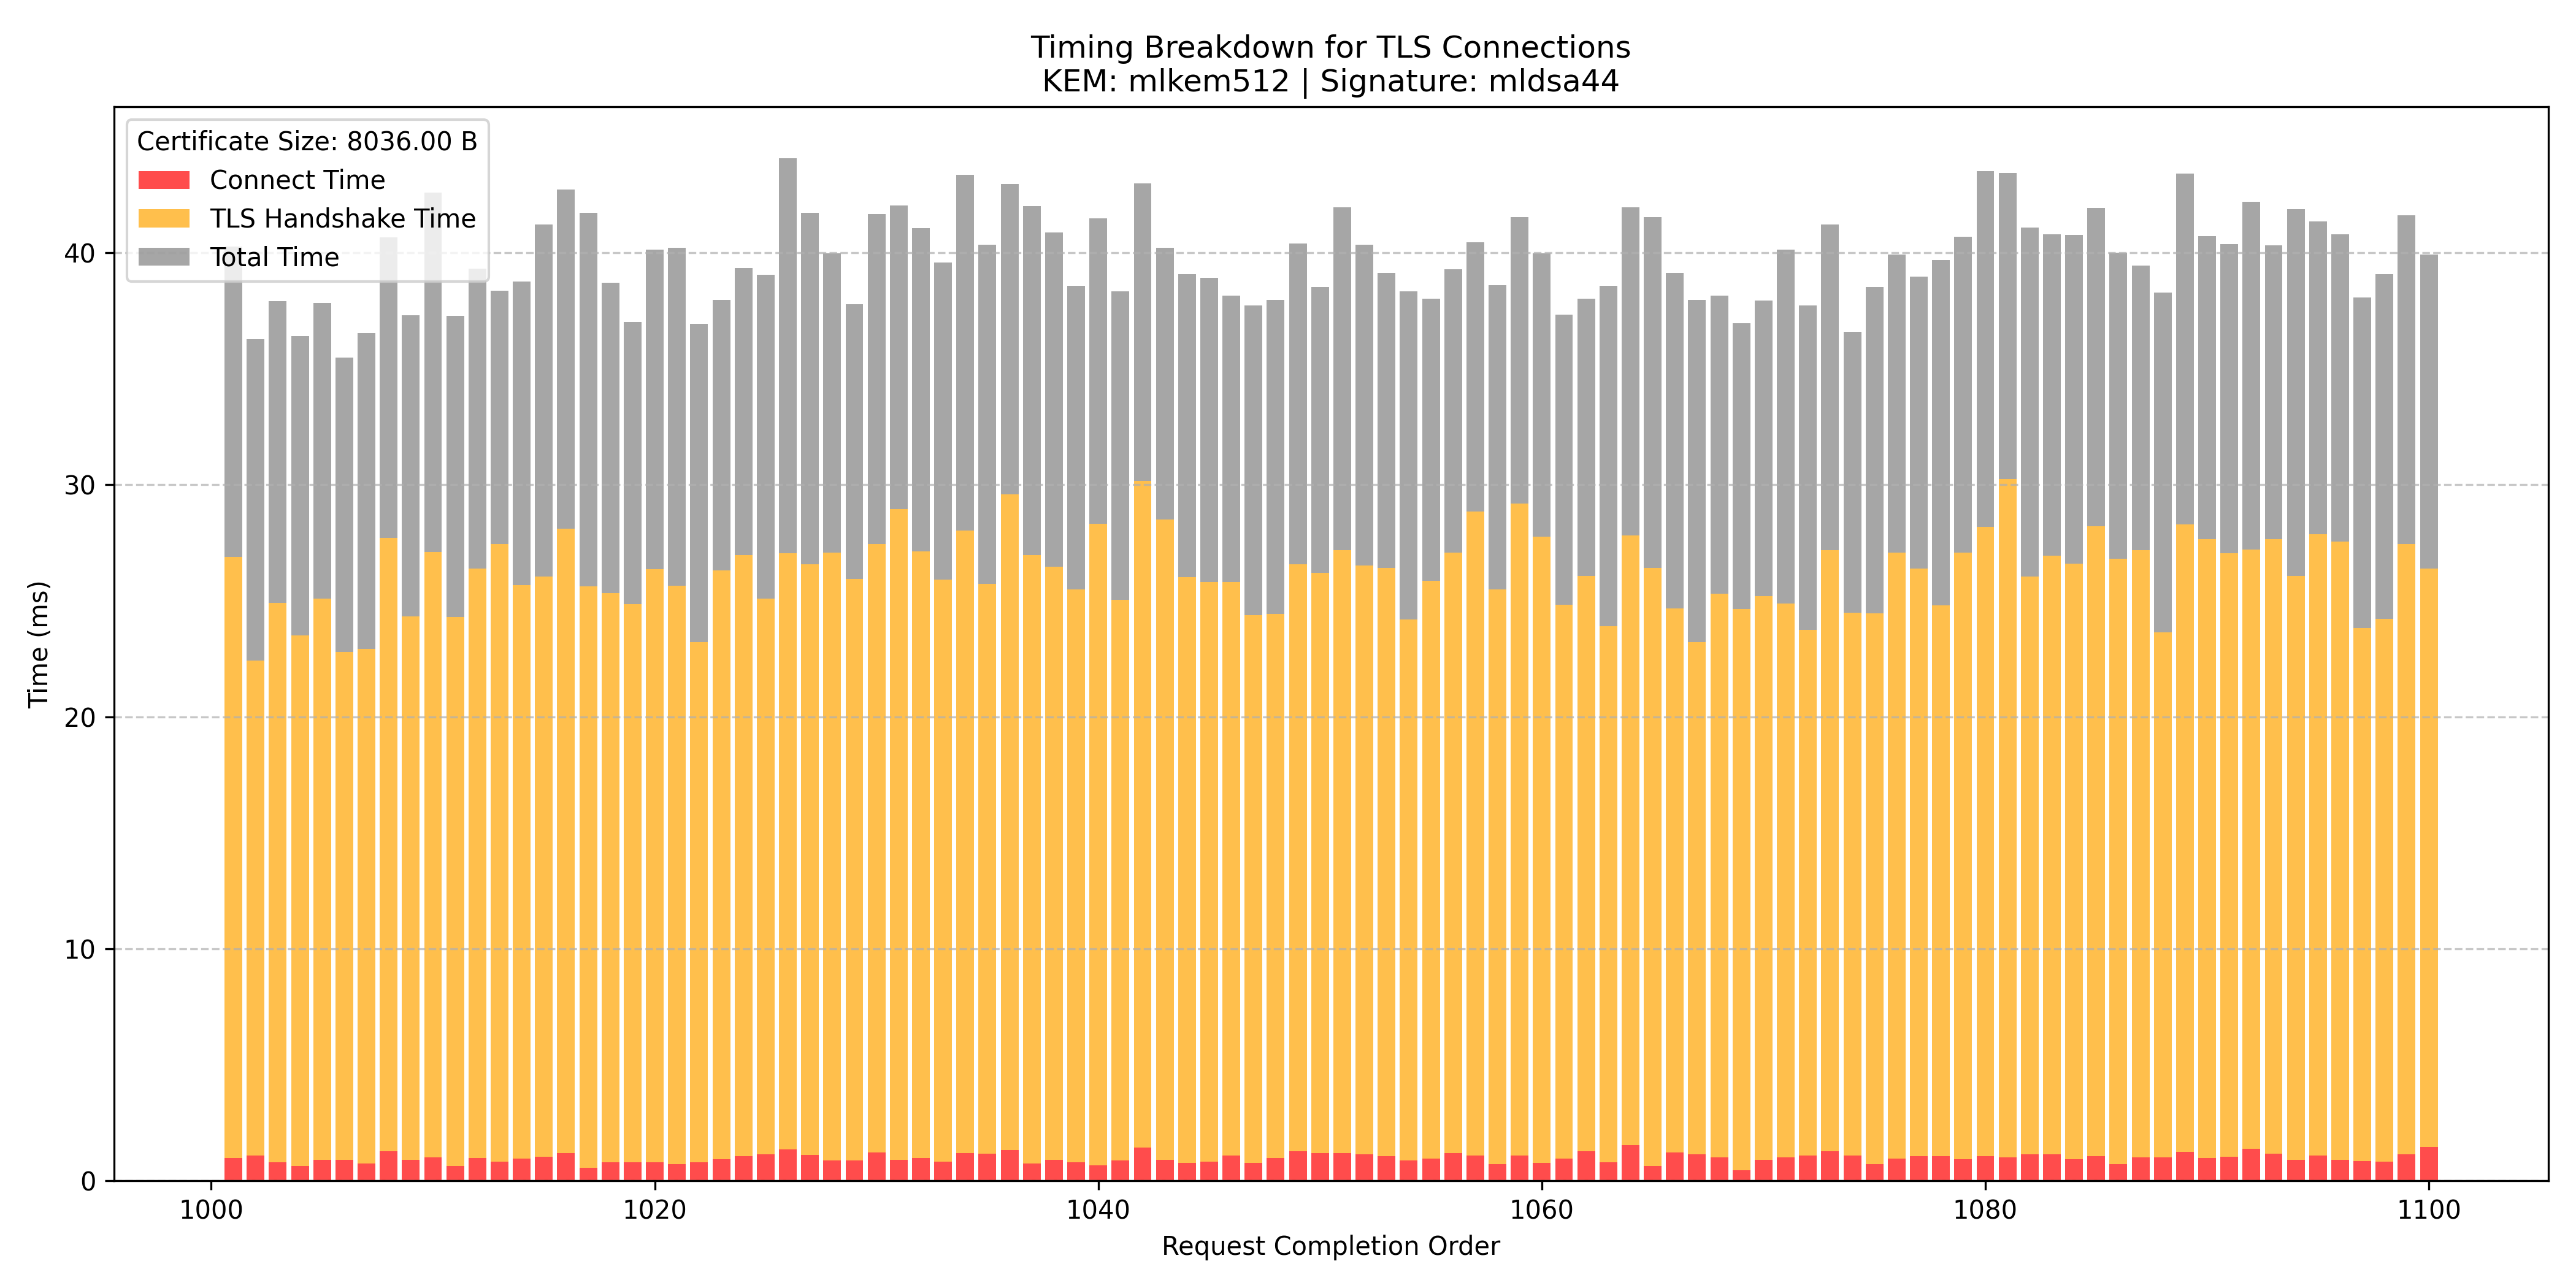 Timing Breakdown for TLS Connections
KEM: mlkem512 | Signature: mldsa44
Certificate Size: 8036.00 B
Connect Time
TLS Handshake Time
Total Time
Time (ms)
40
30
20
10
0
1000
1020
1040
1060
1080
1100
Request Completion Order